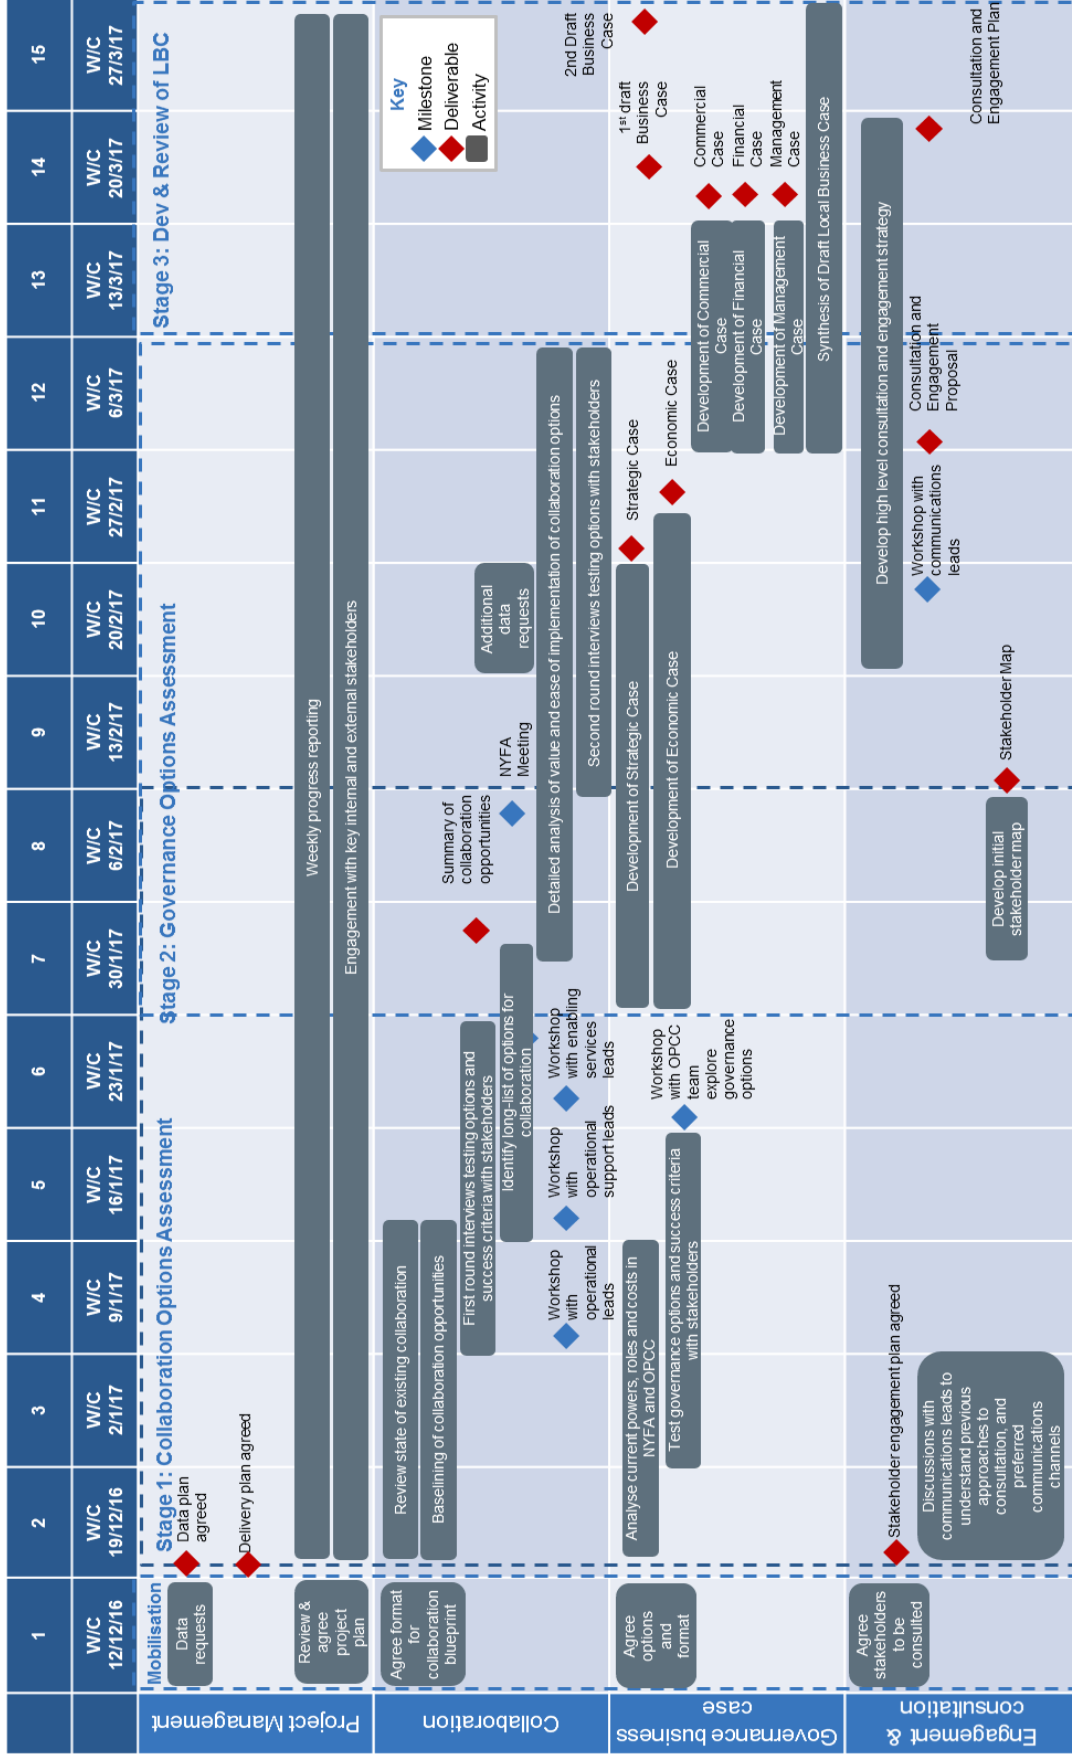 1
2
3
4
5
6
7
8
9
10
11
12
13
14
15
W/C
12/12/16
W/C
19/12/16
W/C
2/1/17
W/C
9/1/17
W/C
16/1/17
W/C
23/1/17
W/C
30/1/17
W/C
6/2/17
W/C
13/2/17
W/C
20/2/17
W/C
27/2/17
W/C
6/3/17
W/C
13/3/17
W/C
20/3/17
W/C
27/3/17
Project Management
Mobilisation
Stage 1: Collaboration Options Assessment
Stage 2: Governance Options Assessment
Stage 3: Dev & Review of LBC
Data
requests
Data plan
agreed
Delivery plan agreed
Review &
agree
project
plan
Weekly progress reporting
Engagement with key internal and external stakeholders
Key
Milestone
Deliverable
Activity
Collaboration
Agree format
for
collaboration
blueprint
Review state of existing collaboration
Baselining of collaboration opportunities
First round interviews testing options and
success criteria with stakeholders
Identify long-list of options for
collaboration
Summary of
collaboration
opportunities
NYFA
Meeting
Additional
data
requests
Detailed analysis of value and ease of implementation of collaboration options
Second round interviews testing options with stakeholders
Workshop
with
operational
leads
Workshop
with
operational
support leads
Workshop
with enabling
services
leads
Governance business
case
Agree
options
and
format
Analyse current powers, roles and costs in
NYFA and OPCC
Test governance options and success criteria
with stakeholders
Workshop
with OPCC
team
explore
governance
options
Development of Strategic Case
Strategic Case
Development of Economic Case
Economic Case
Development of Commercial
Case
Commercial
Case
Development of Financial
Case
Financial
Case
Development of Management
Case
Management
Case
Synthesis of Draft Local Business Case
1st draft
Business
Case
2nd Draft
Business
Case
Engagement &
consultation
Agree
stakeholders
to be
consulted
Stakeholder engagement plan agreed
Discussions with
communications leads to
understand previous
approaches to
consultation, and
preferred
communications
channels
Develop initial
stakeholder map
Stakeholder Map
Develop high level consultation and engagement strategy
Workshop with
communications
leads
Consultation and
Engagement
Proposal
Consultation and
Engagement Plan